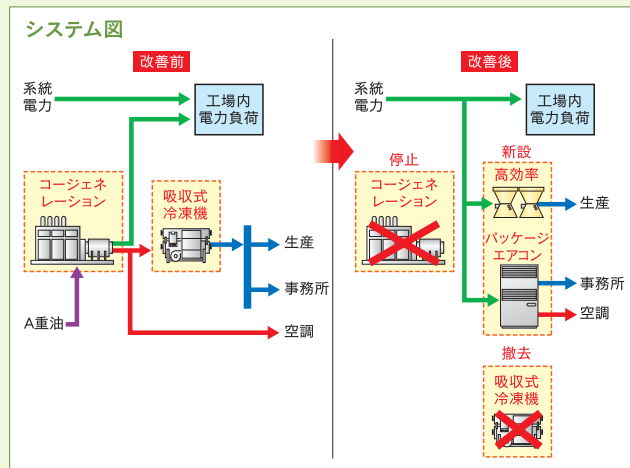 システム図
改善前
系統
電力
工場内
電力負荷
コージェネ
レーション
吸収式
冷凍機
生産
事務所
空調
A重油
改善後
系統
電力
工場内
電力負荷
停止
コージェネ
レーション
新設
高効率
生産
パッケージ
エアコン
事務所
空調
撤去
吸収式
冷凍機